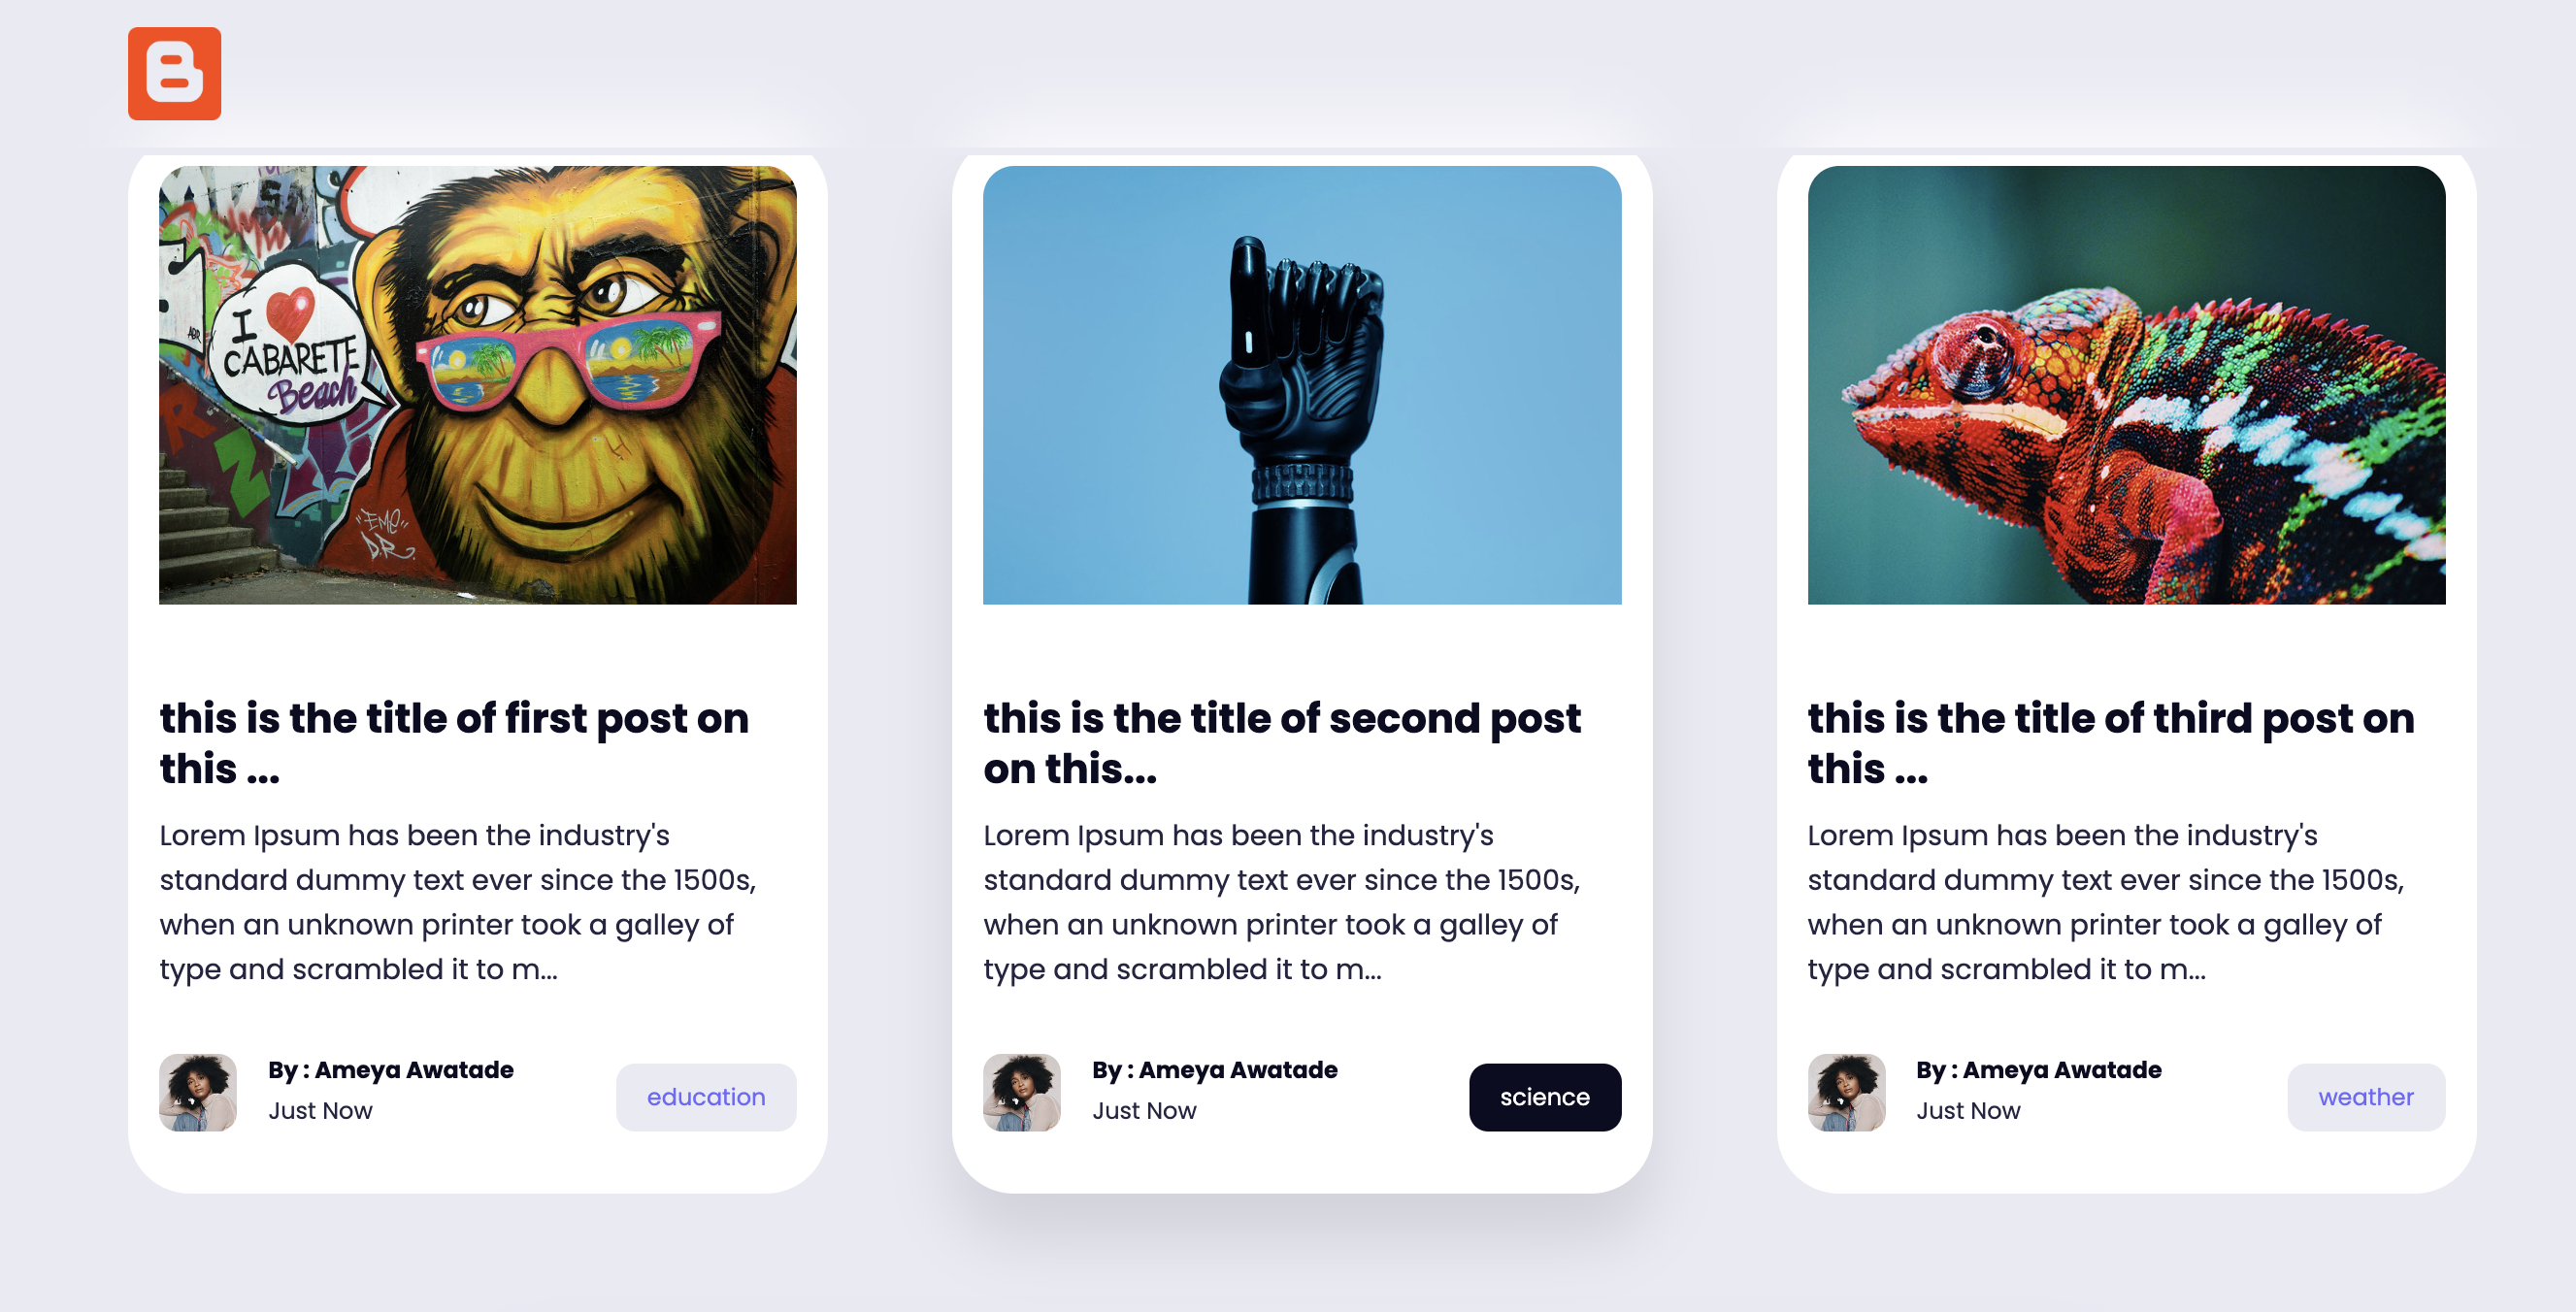 B
I
CABARETE
Beach
ABR
"EME"
D.R.
this is the title of first post on
this ...
Lorem Ipsum has been the industry's
standard dummy text ever since the 1500s,
when an unknown printer took a galley of
type and scrambled it to m...
By : Ameya Awatade
Just Now
education
this is the title of second post
on this...
Lorem Ipsum has been the industry's
standard dummy text ever since the 1500s,
when an unknown printer took a galley of
type and scrambled it to m...
By : Ameya Awatade
Just Now
science
this is the title of third post on
this ...
Lorem Ipsum has been the industry's
standard dummy text ever since the 1500s,
when an unknown printer took a galley of
type and scrambled it to m...
By : Ameya Awatade
Just Now
weather